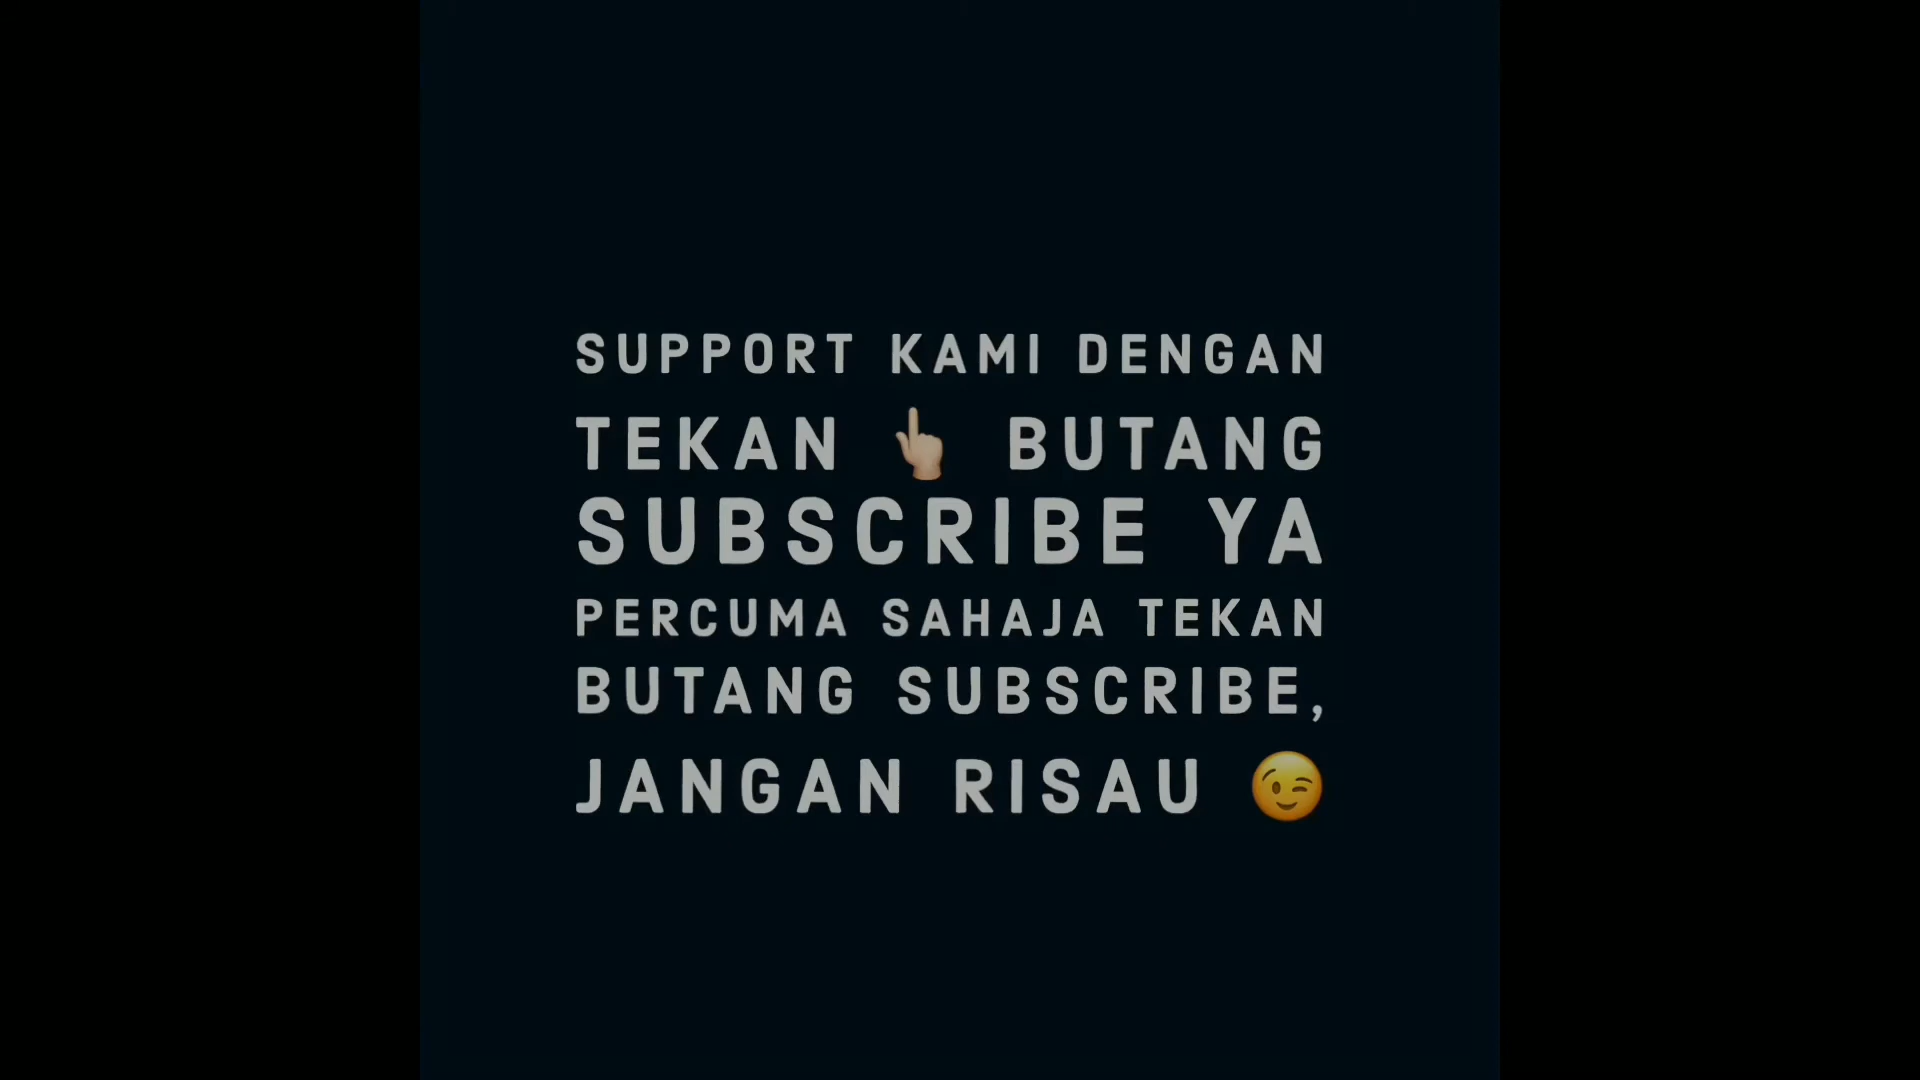 SUPPORT KAMI DENGAN
TEKAN 👆🏻 BUTANG
SUBSCRIBE YA
PERCUMA SAHAJA TEKAN
BUTANG SUBSCRIBE,
JANGAN RISAU 😉